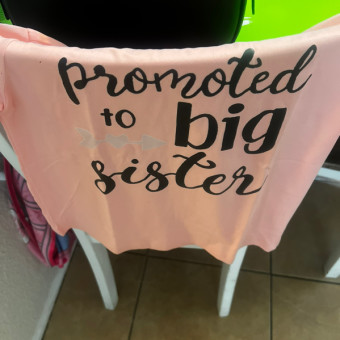 promoted
to big
sister